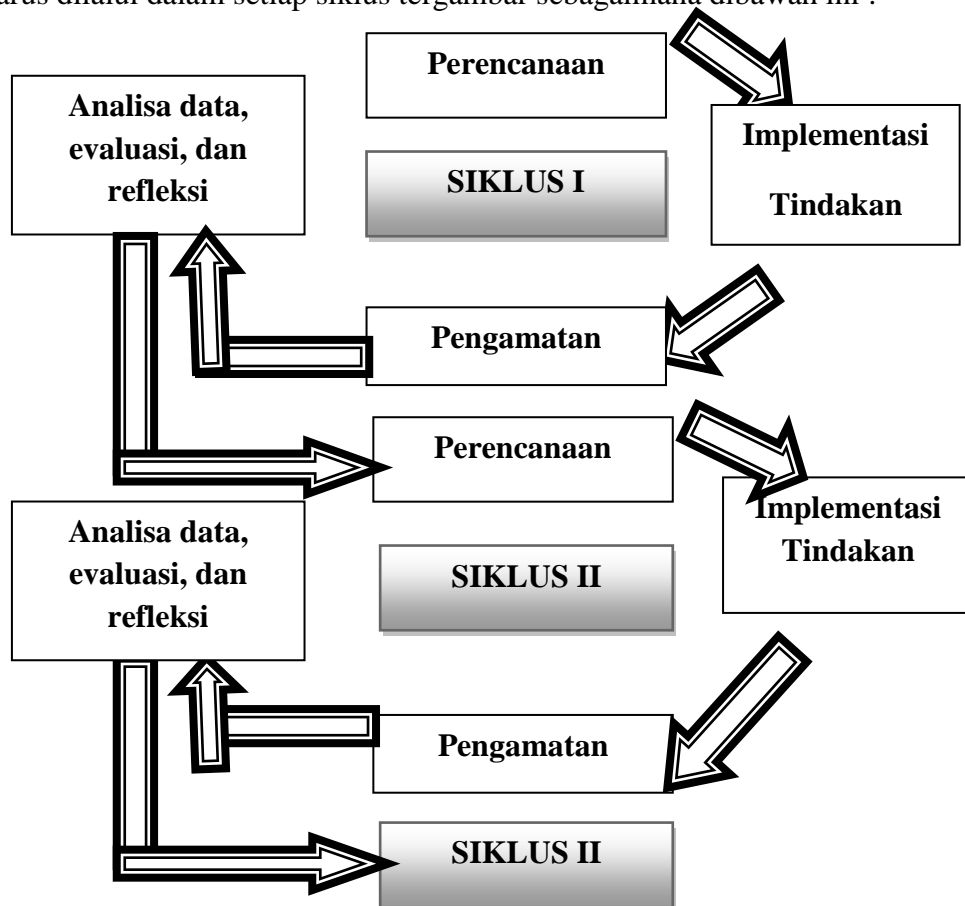 arus dilalui dalam setiap siklus tergambar sebagaimana dibawah ini :
Perencanaan
Analisa data,
evaluasi, dan
refleksi
Implementasi
Tindakan
SIKLUS I
Pengamatan
Perencanaan
Analisa data,
evaluasi, dan
refleksi
Implementasi
Tindakan
SIKLUS II
Pengamatan
SIKLUS II